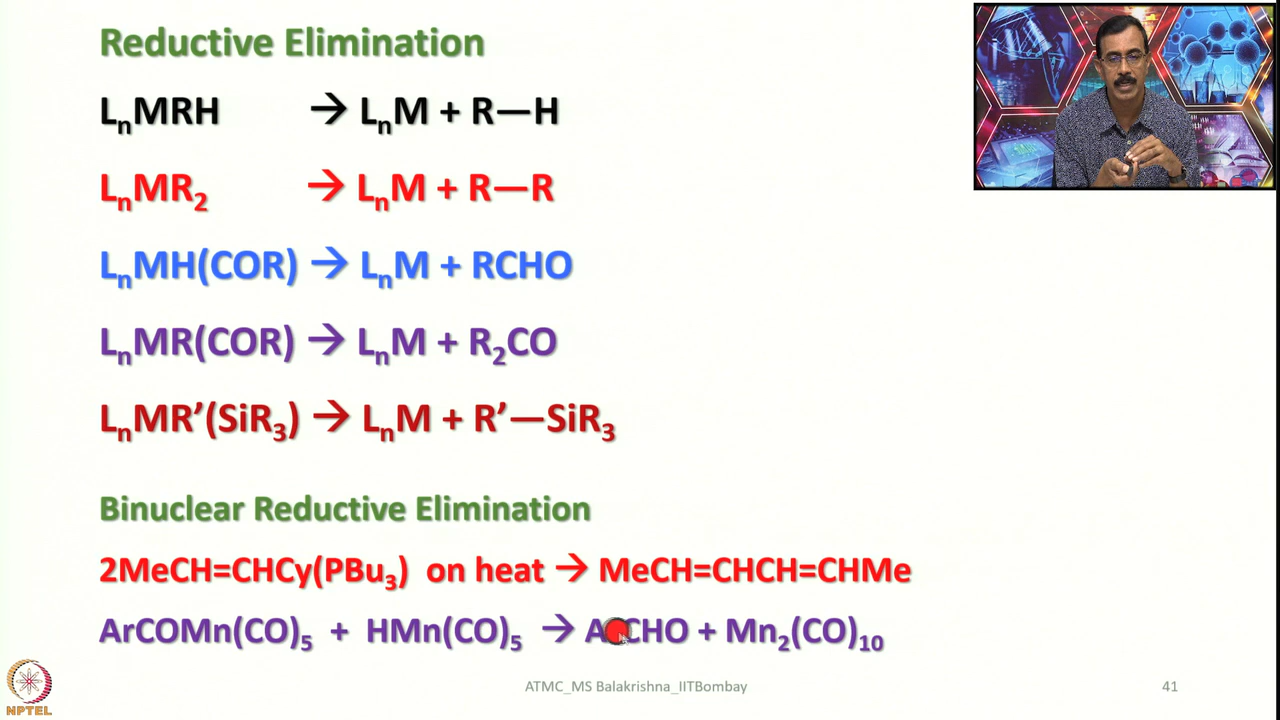 Reductive Elimination
LₙMRH → LₙM + R—H
LₙMR₂ → LₙM + R—R
LₙMH(COR) → LₙM + RCHO
LₙMR(COR) → LₙM + R₂CO
LₙMR’(SiR₃) → LₙM + R’—SiR₃
Binuclear Reductive Elimination
2MeCH=CHCy(PBu₃) on heat → MeCH=CHCH=CHMe
ArCOMn(CO)₅ + HMn(CO)₅ → CHO + Mn₂(CO)₁₀
ATMC_MS Balakrishna_IITBombay
41
NPTEL